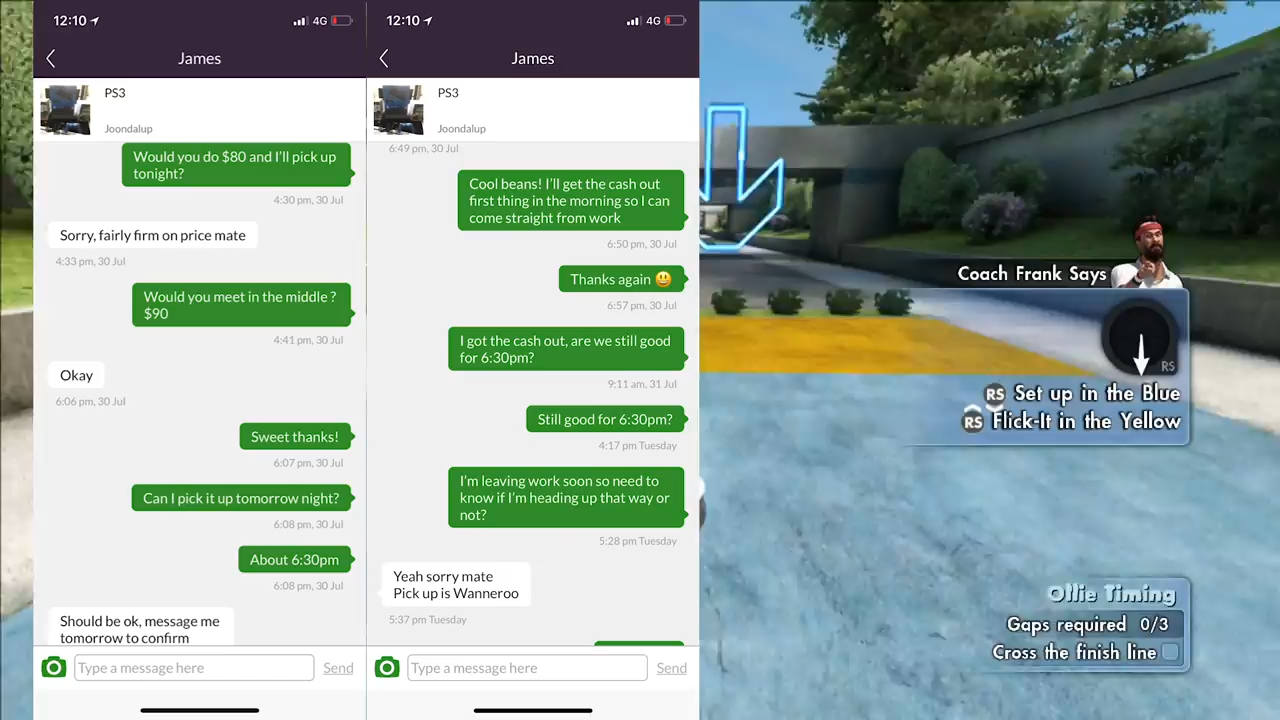 12:10
4G
James
PS3
Joondalup
Would you do $80 and I'll pick up
tonight?
4:30 pm, 30 Jul
Sorry, fairly firm on price mate
4:33 pm, 30 Jul
Would you meet in the middle ?
$90
4:41 pm, 30 Jul
Okay
6:06 pm, 30 Jul
Sweet thanks!
6:07 pm, 30 Jul
Can I pick it up tomorrow night?
6:08 pm, 30 Jul
About 6:30pm
6:08 pm, 30 Jul
Should be ok, message me
tomorrow to confirm
Type a message here
Send
12:10
4G
James
PS3
Joondalup
6:49 pm, 30 Jul
Cool beans! I'll get the cash out
first thing in the morning so I can
come straight from work
6:50 pm, 30 Jul
Thanks again 😃
6:57 pm, 30 Jul
I got the cash out, are we still good
for 6:30pm?
9:11 am, 31 Jul
Still good for 6:30pm?
4:17 pm Tuesday
I'm leaving work soon so need to
know if I'm heading up that way or
not?
5:28 pm Tuesday
Yeah sorry mate
Pick up is Wanneroo
5:37 pm Tuesday
Type a message here
Send
Coach Frank Says
RS
RS Set up in the Blue
RS Flick-It in the Yellow
Ollie Timing
Gaps required 0/3
Cross the finish line